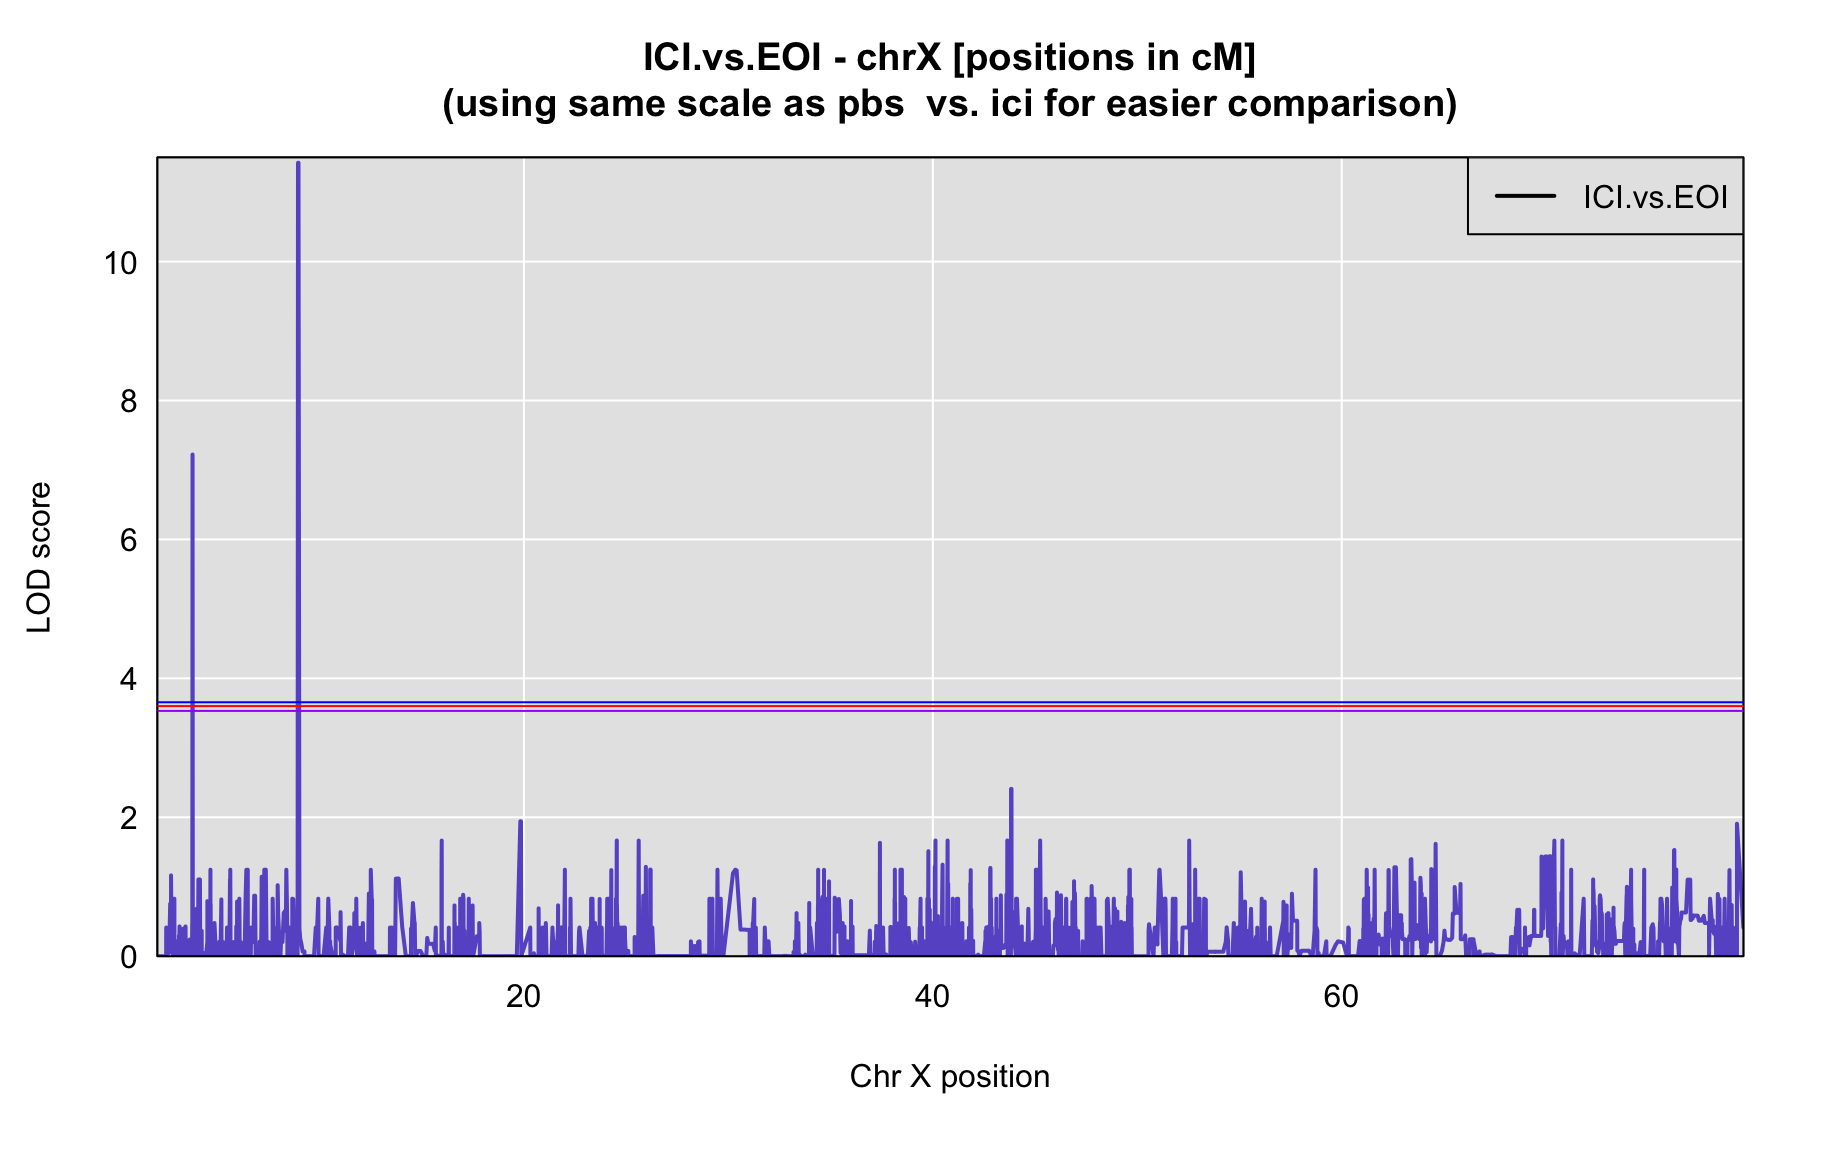 ICI.vs.EOI - chrX [positions in cM]
(using same scale as pbs  vs. ici for easier comparison)
ICI.vs.EOI
10
8
6
4
2
0
LOD score
20
40
60
Chr X position